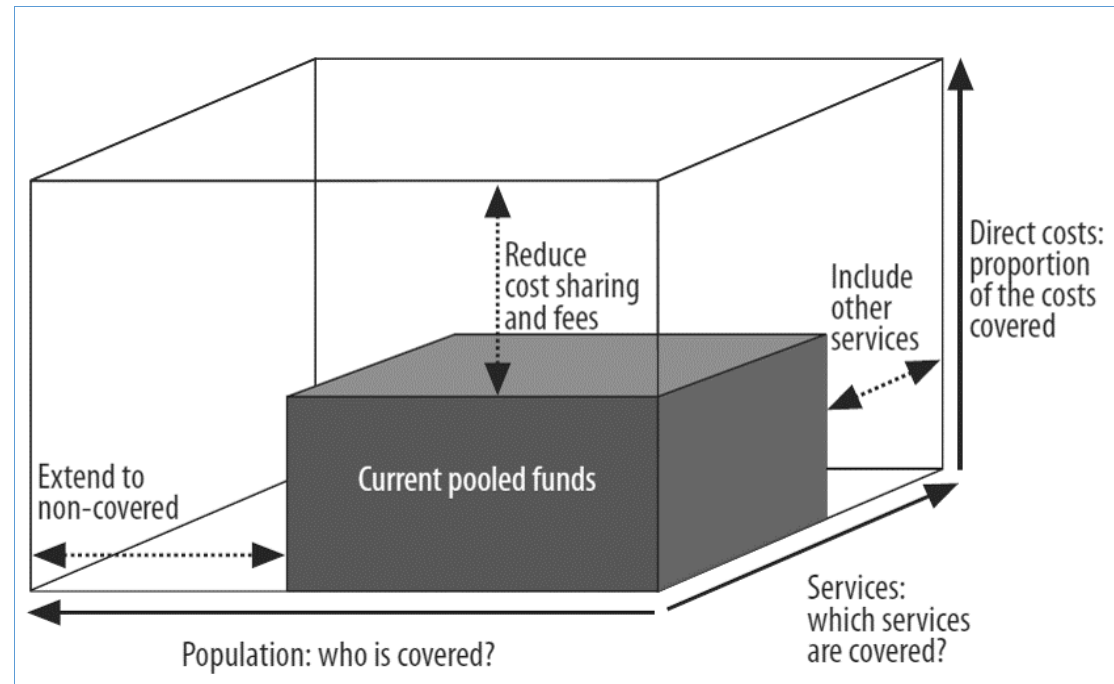 Reduce
cost sharing
and fees
Include
other
services
Direct costs:
proportion
of the costs
covered
Extend to
non-covered
Current pooled funds
Services:
which services
are covered?
Population: who is covered?